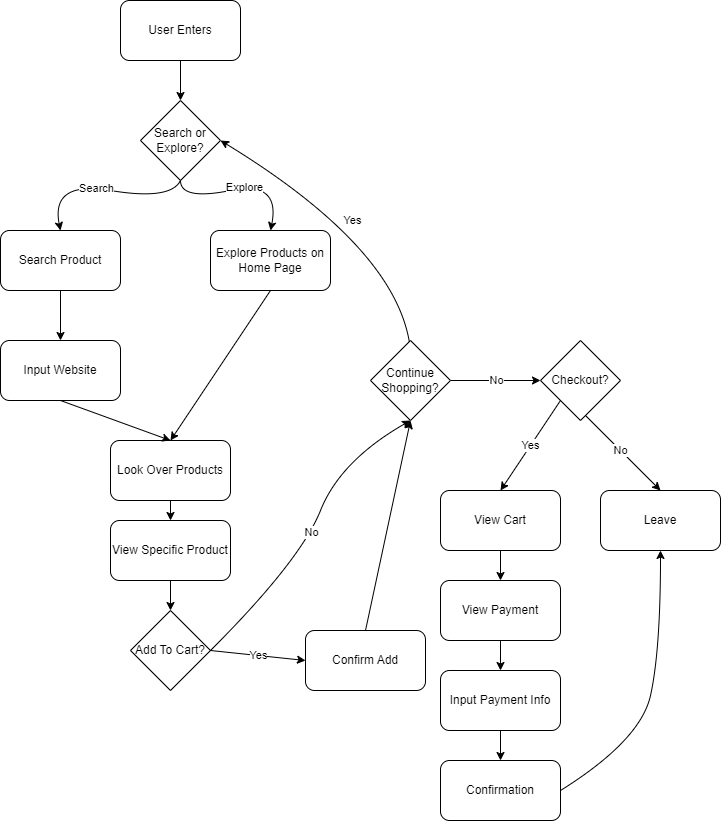 User Enters
Search or
Explore?
Search
Explore
Yes
Search Product
Explore Products on
Home Page
Input Website
Continue
Shopping?
No
Checkout?
Look Over Products
Yes
No
View Cart
Leave
No
View Specific Product
View Payment
Add To Cart?
Yes
Confirm Add
Input Payment Info
Confirmation